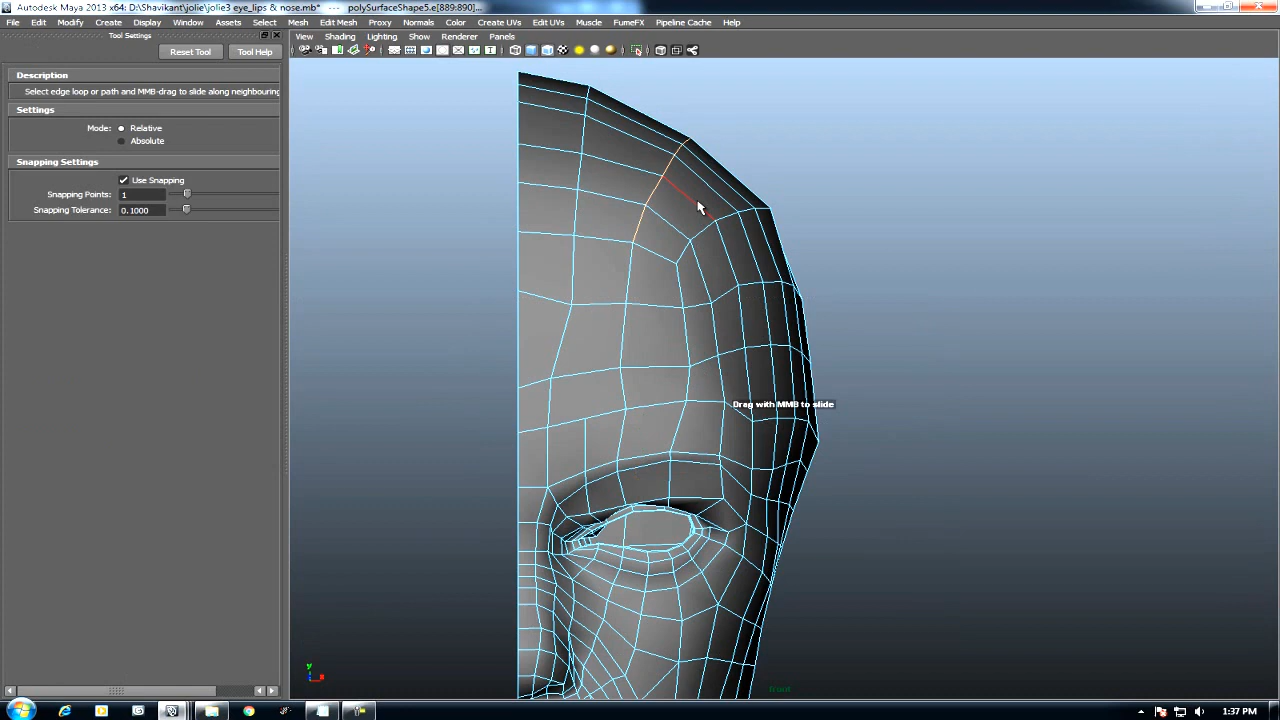 Autodesk Maya 2013 x64: D:\Shavikant\jolie\jolie3 eye_lips & nose.mb* --- polySurfaceShape5.e[889:890]...
File Edit Modify Create Display Window Assets Select Mesh Edit Mesh Proxy Normals Color Create UVs Edit UVs Muscle FumeFX Pipeline Cache Help
Tool Settings
View Shading Lighting Show Renderer Panels
Reset Tool Tool Help
Description
Select edge loop or path and MMB-drag to slide along neighbouring
Settings
Mode: Relative
Absolute
Snapping Settings
Use Snapping
Snapping Points: 1
Snapping Tolerance: 0.1000
Drag with MMB to slide
y
x
front
1:37 PM